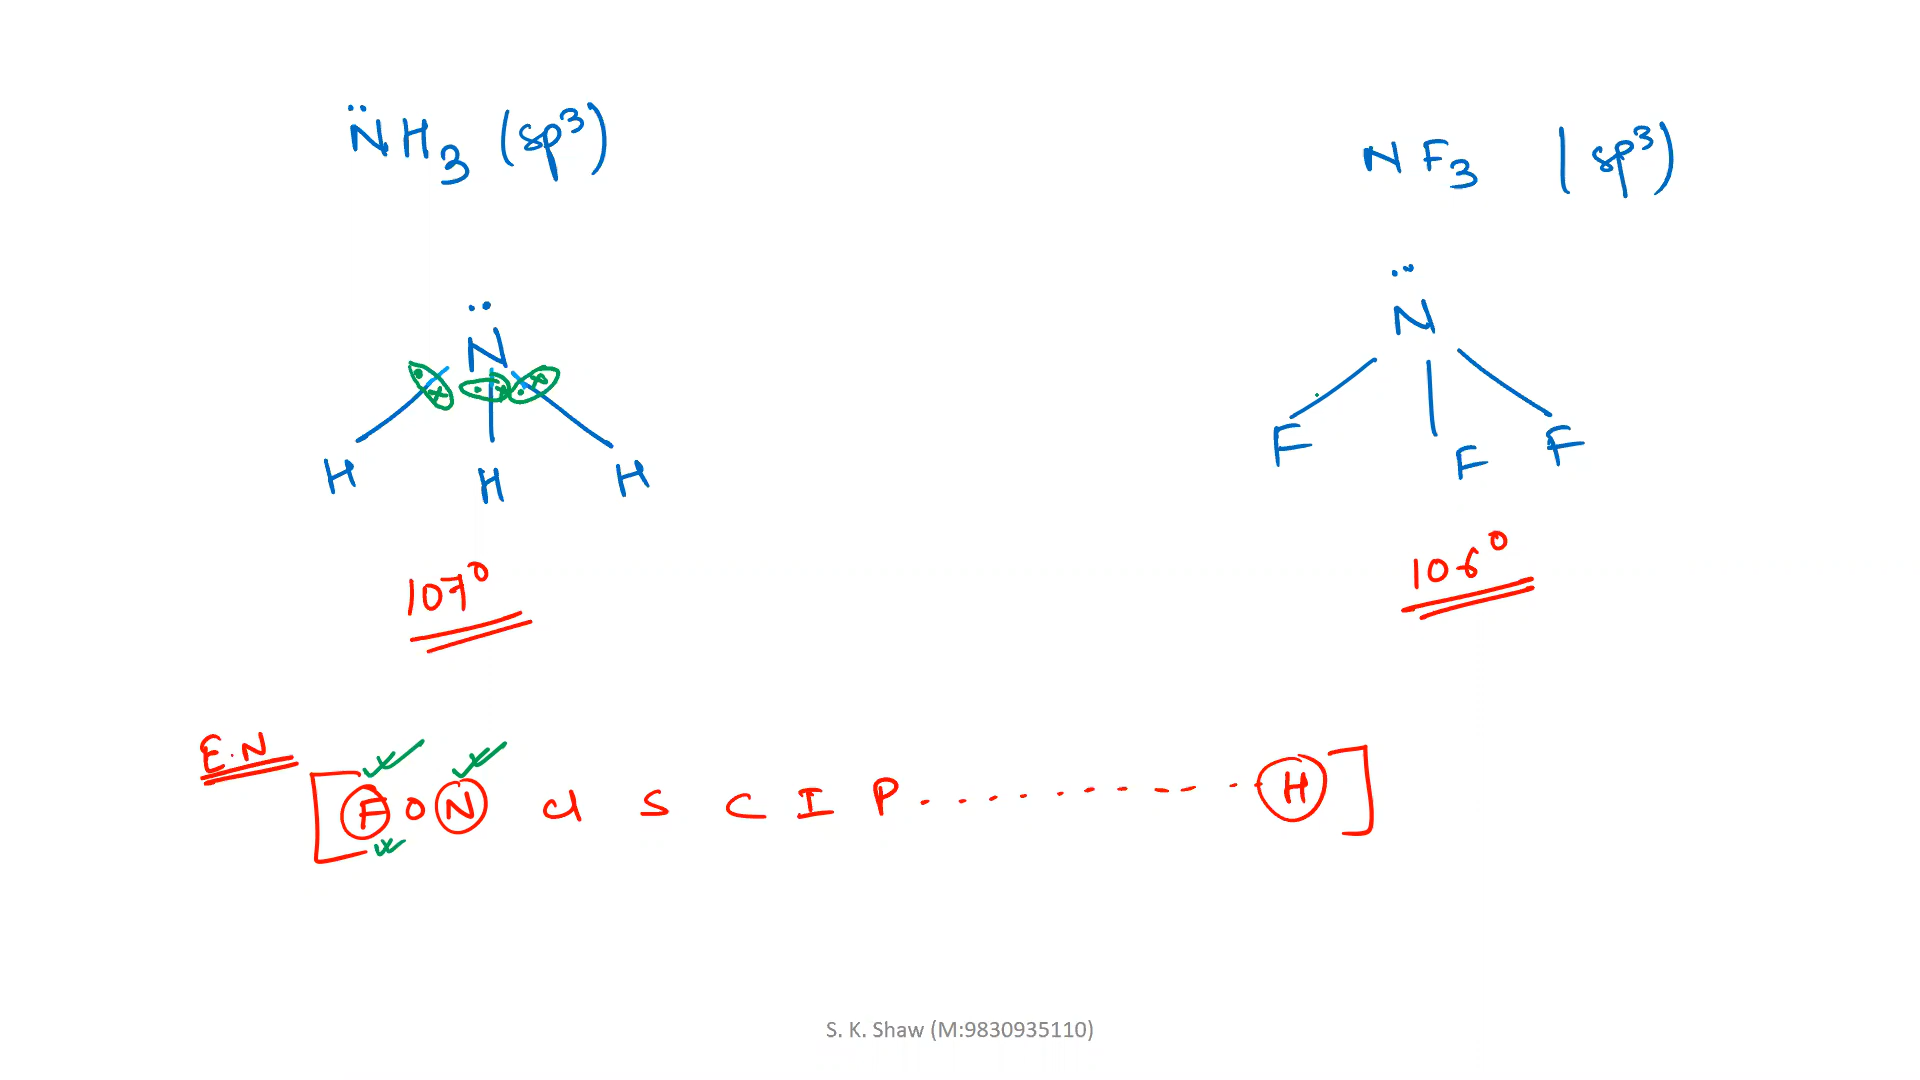 N̈H₃ (sp³)
NF₃ (sp³)
N
H H H
107°
N
F F F
106°
E.N
[F O N Cl S C I P.............H]
S. K. Shaw (M:9830935110)